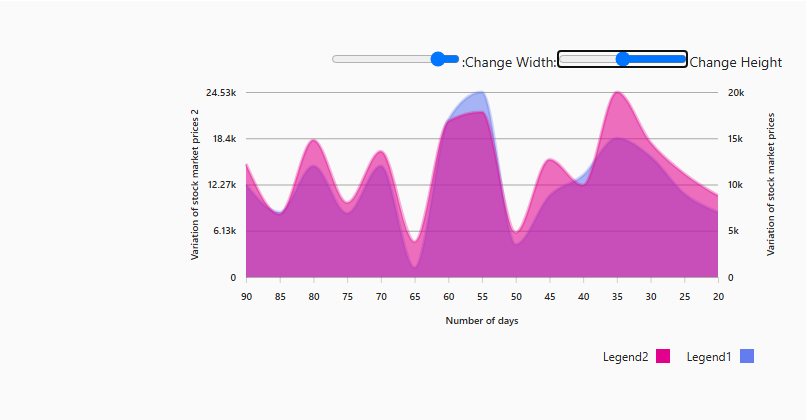 :Change Width: Change Height
24.53k
18.4k
12.27k
6.13k
0
Variation of stock market prices 2
20k
15k
10k
5k
0
Variation of stock market prices
90 85 80 75 70 65 60 55 50 45 40 35 30 25 20
Number of days
Legend2 Legend1